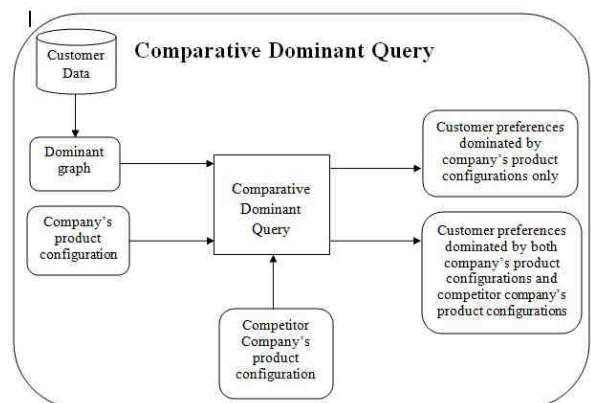 Comparative Dominant Query
Customer
Data
Dominant
graph
Company's
product
configuration
Comparative
Dominant
Query
Competitor
Company's
product
configuration
Customer preferences
dominated by
company's product
configurations only
Customer preferences
dominated by both
company's product
configurations and
competitor company's
product configurations